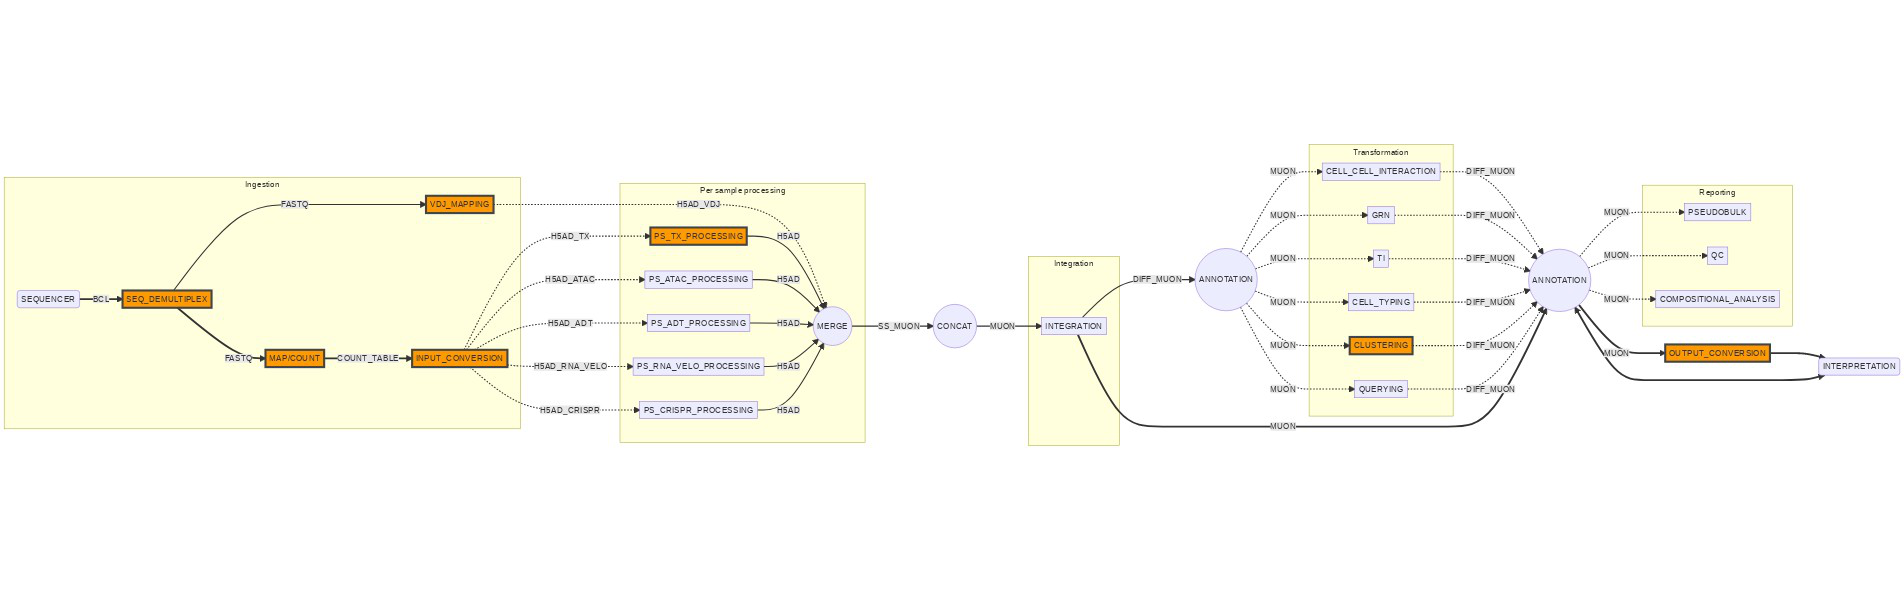 Ingestion
SEQUENCER
BCL
SEQ_DEMULTIPLEX
FASTQ
VDJ_MAPPING
FASTQ
MAP/COUNT
COUNT_TABLE
INPUT_CONVERSION
H5AD_VDJ
H5AD_TX
H5AD_ATAC
H5AD_ADT
H5AD_RNA_VELO
H5AD_CRISPR
Per sample processing
PS_TX_PROCESSING
PS_ATAC_PROCESSING
PS_ADT_PROCESSING
PS_RNA_VELO_PROCESSING
PS_CRISPR_PROCESSING
H5AD
H5AD
H5AD
H5AD
H5AD
MERGE
SS_MUON
CONCAT
MUON
Integration
INTEGRATION
DIFF_MUON
ANNOTATION
MUON
MUON
MUON
MUON
MUON
MUON
MUON
Transformation
CELL_CELL_INTERACTION
GRN
TI
CELL_TYPING
CLUSTERING
QUERYING
DIFF_MUON
DIFF_MUON
DIFF_MUON
DIFF_MUON
DIFF_MUON
DIFF_MUON
ANNOTATION
MUON
MUON
MUON
MUON
Reporting
PSEUDOBULK
QC
COMPOSITIONAL_ANALYSIS
OUTPUT_CONVERSION
INTERPRETATION